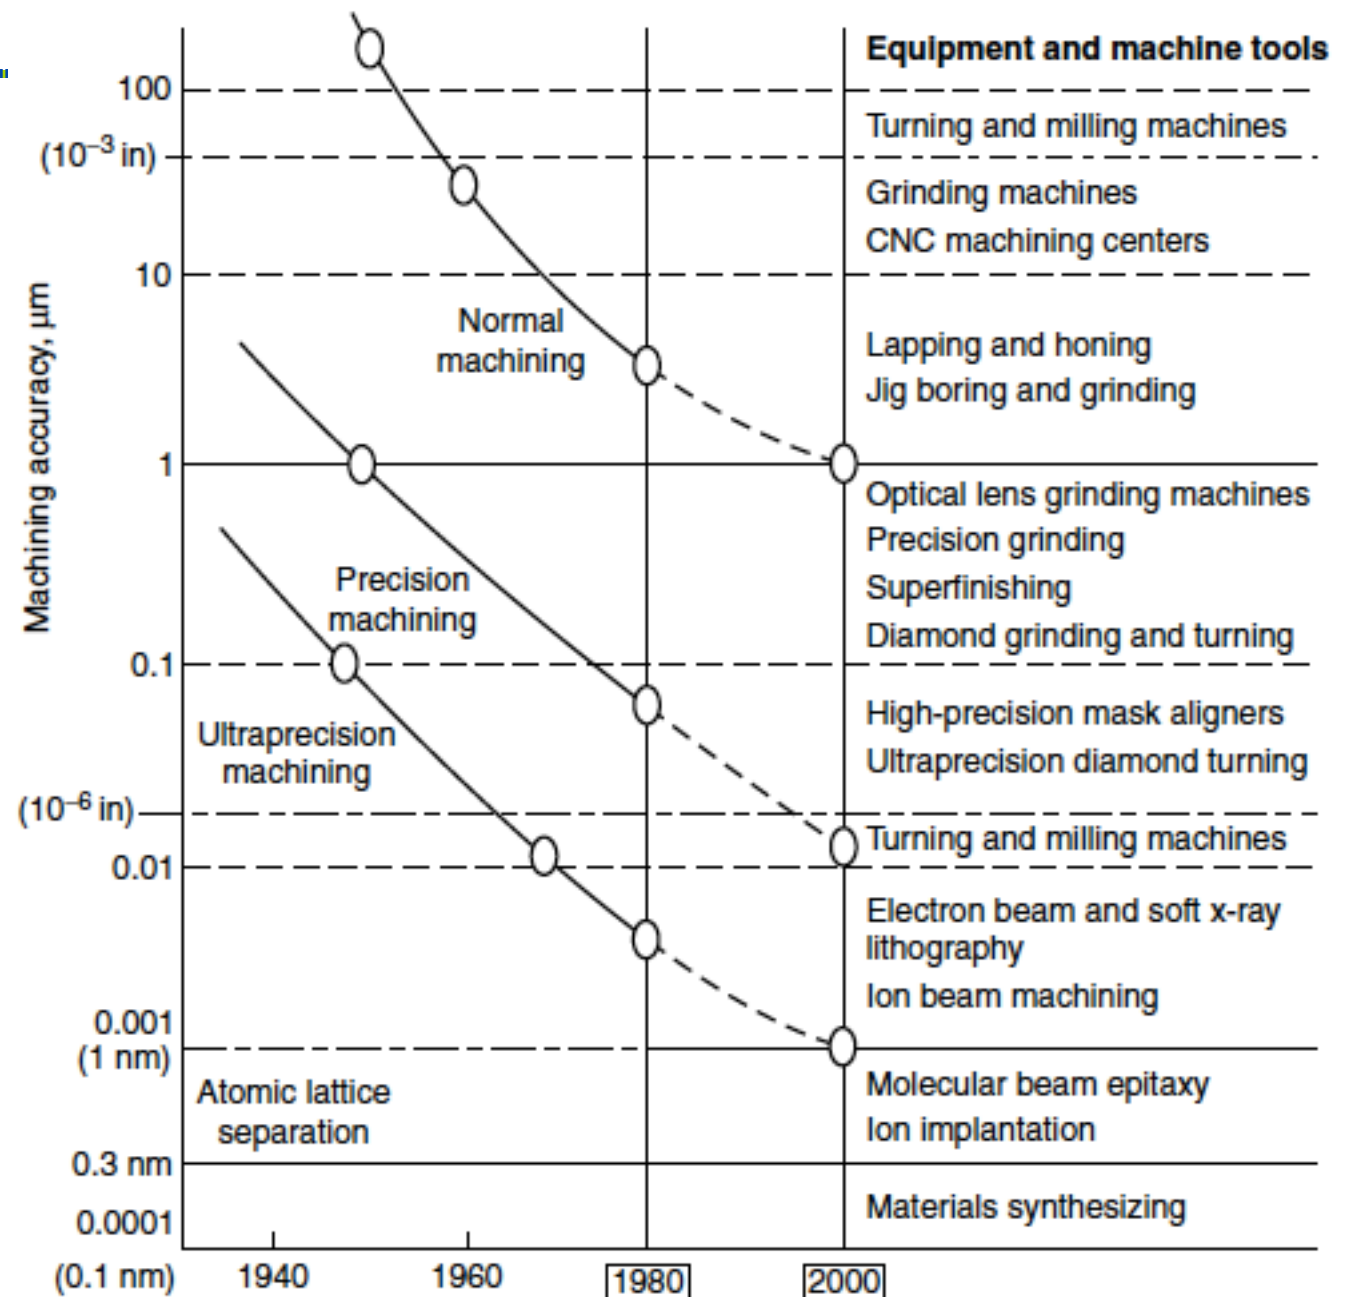 Equipment and machine tools
100
Turning and milling machines
(10⁻³ in)
Grinding machines
CNC machining centers
10
Normal
machining
Lapping and honing
Jig boring and grinding
Machining accuracy, μm
1
Optical lens grinding machines
Precision grinding
Precision
machining
Superfinishing
Diamond grinding and turning
0.1
High-precision mask aligners
Ultraprecision diamond turning
Ultraprecision
machining
(10⁻⁶ in)
Turning and milling machines
0.01
Electron beam and soft x-ray
lithography
Ion beam machining
0.001
(1 nm)
Atomic lattice
separation
Molecular beam epitaxy
Ion implantation
0.3 nm
Materials synthesizing
0.0001
(0.1 nm)
1940
1960
1980
2000